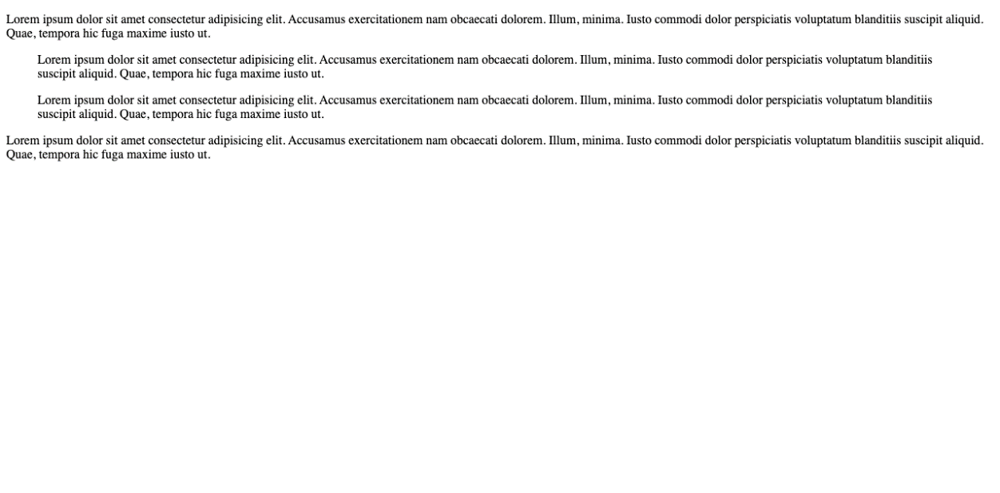 Lorem ipsum dolor sit amet consectetur adipisicing elit. Accusamus exercitationem nam obcaecati dolorem. Illum, minima. Iusto commodi dolor perspiciatis voluptatum blanditiis suscipit aliquid.
Quae, tempora hic fuga maxime iusto ut.
Lorem ipsum dolor sit amet consectetur adipisicing elit. Accusamus exercitationem nam obcaecati dolorem. Illum, minima. Iusto commodi dolor perspiciatis voluptatum blanditiis
suscipit aliquid. Quae, tempora hic fuga maxime iusto ut.
Lorem ipsum dolor sit amet consectetur adipisicing elit. Accusamus exercitationem nam obcaecati dolorem. Illum, minima. Iusto commodi dolor perspiciatis voluptatum blanditiis
suscipit aliquid. Quae, tempora hic fuga maxime iusto ut.
Lorem ipsum dolor sit amet consectetur adipisicing elit. Accusamus exercitationem nam obcaecati dolorem. Illum, minima. Iusto commodi dolor perspiciatis voluptatum blanditiis suscipit aliquid.
Quae, tempora hic fuga maxime iusto ut.